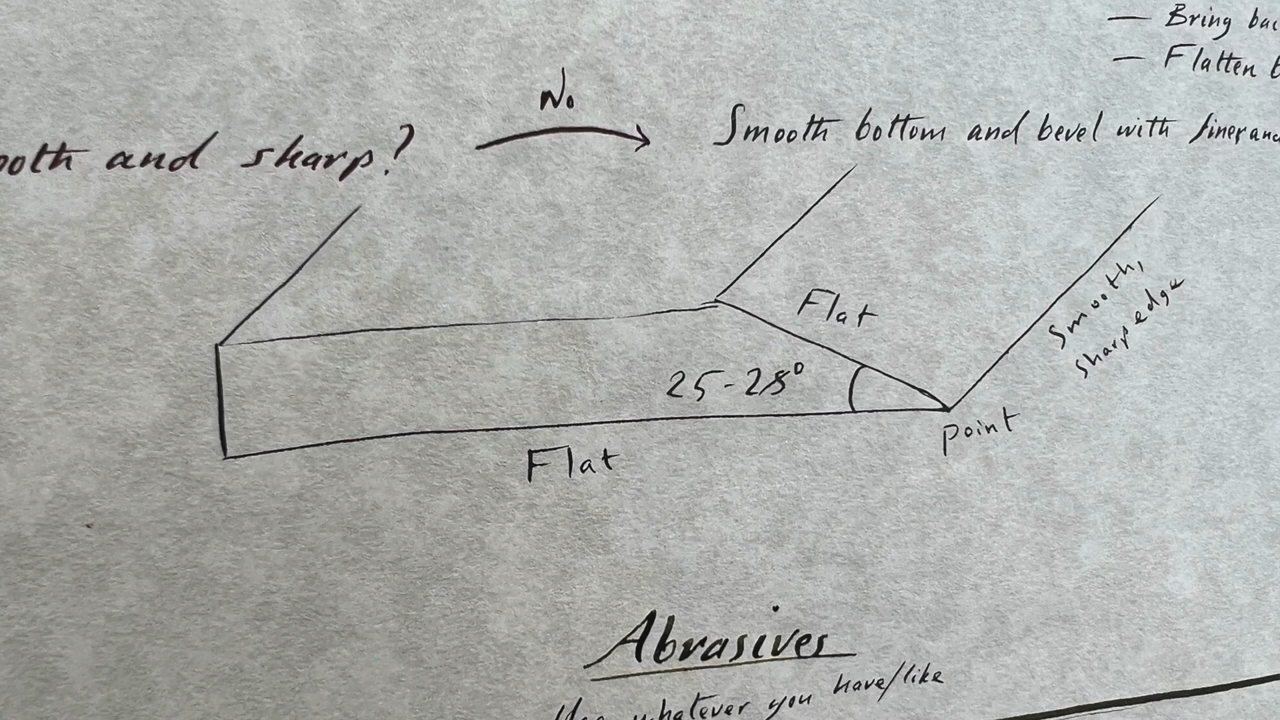 — Bring bac
— Flatten b
No
ooth and sharp?
Smooth bottom and bevel with finer and
Flat
Smooth,
sharp edge
25-28°
point
Flat
Abrasives
Use whatever you have/like